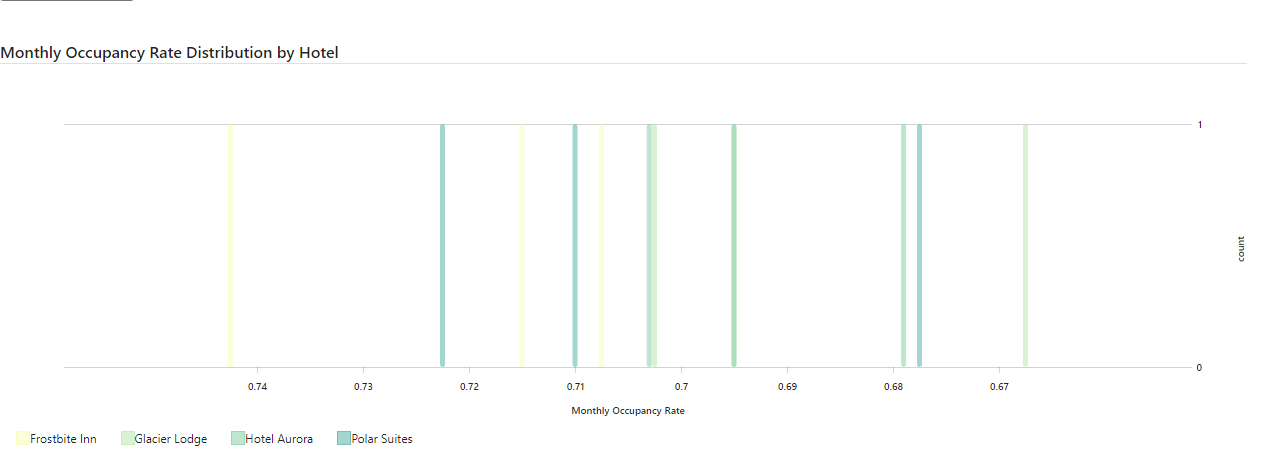 Monthly Occupancy Rate Distribution by Hotel
1
count
0
0.74 0.73 0.72 0.71 0.7 0.69 0.68 0.67
Monthly Occupancy Rate
Frostbite Inn Glacier Lodge Hotel Aurora Polar Suites